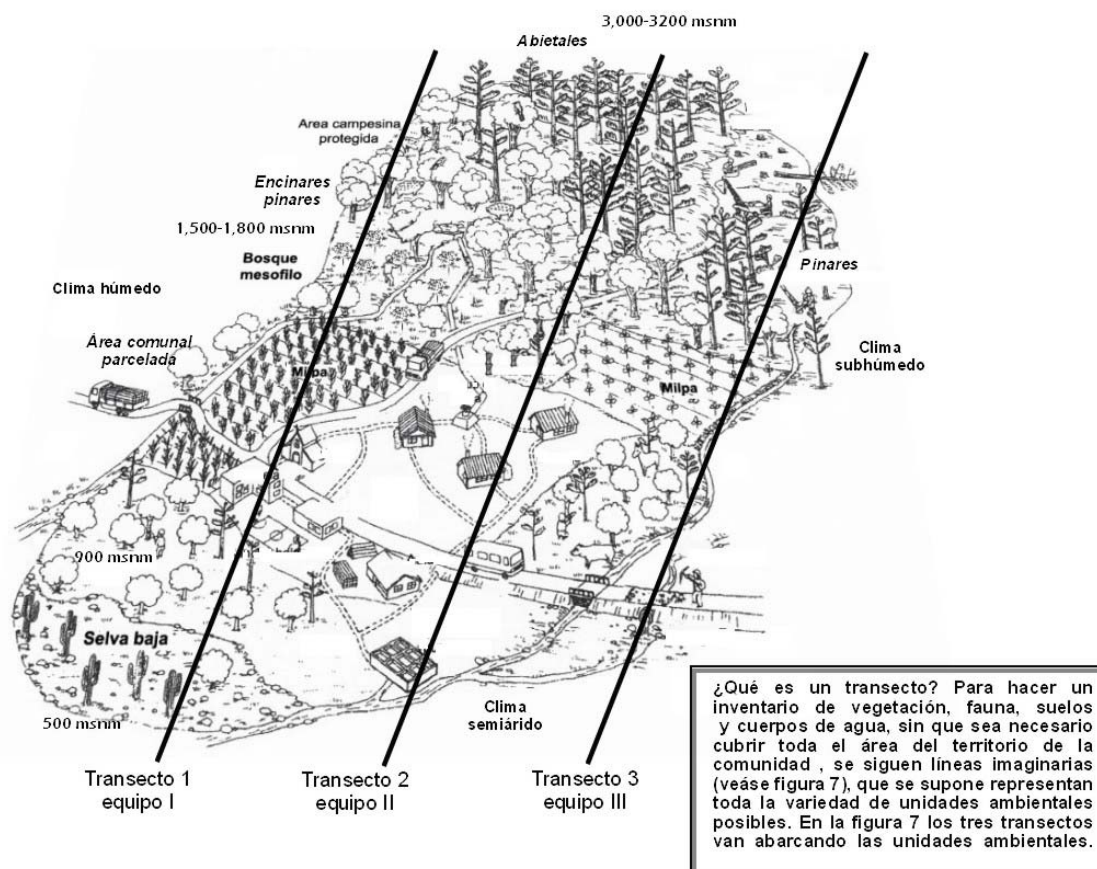 3,000-3200 msnm
Abietales
Area campesina
protegida
Encinares
pinares
1,500-1,800 msnm
Bosque
mesofilo
Pinares
Clima húmedo
Área comunal
parcelada
Milpa
Clima
subhúmedo
Milpa
900 msnm
Selva baja
500 msnm
Clima
semiárido
Transecto 1
equipo I
Transecto 2
equipo II
Transecto 3
equipo III
¿Qué es un transecto? Para hacer un
inventario de vegetación, fauna, suelos
y cuerpos de agua, sin que sea necesario
cubrir toda el área del territorio de la
comunidad , se siguen líneas imaginarias
(veáse figura 7), que se supone representan
toda la variedad de unidades ambientales
posibles. En la figura 7 los tres transectos
van abarcando las unidades ambientales.